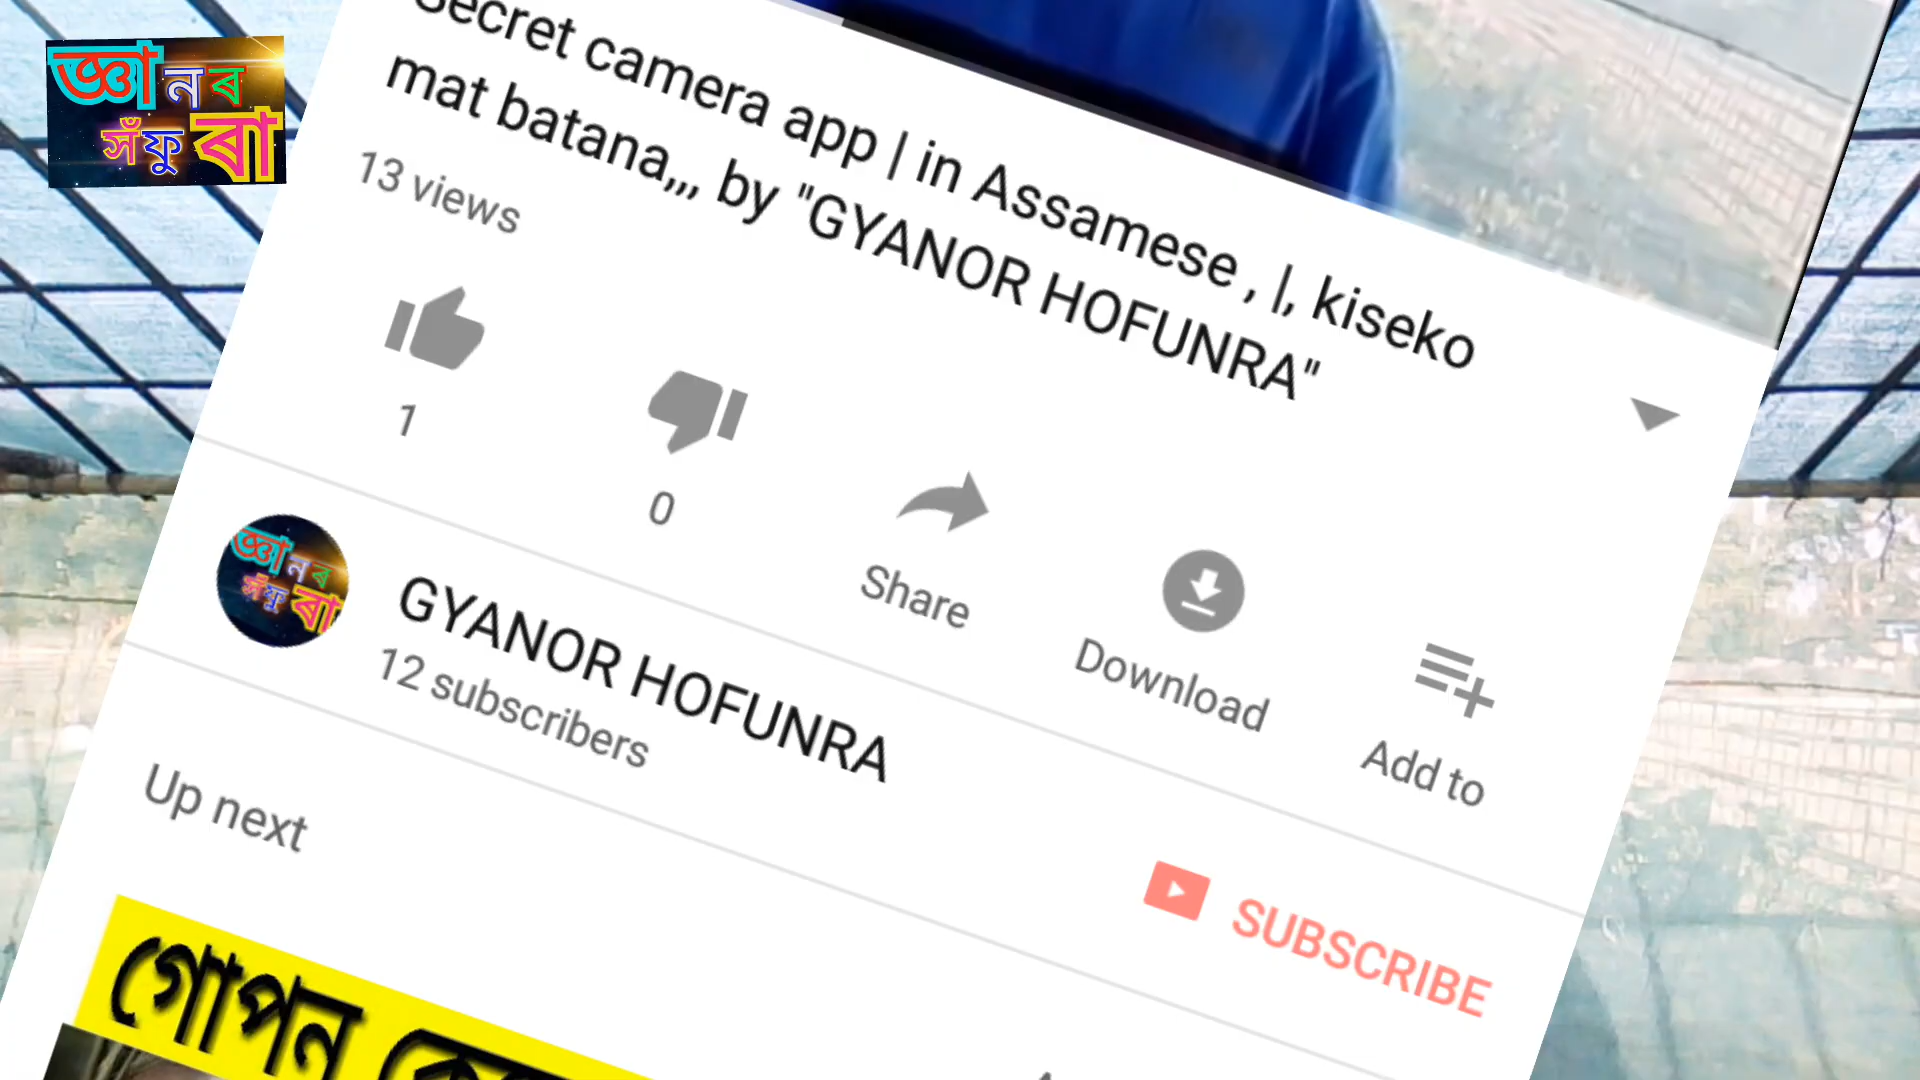 জ্ঞানৰ
সঁফুৰা
Secret camera app | in Assamese , |, kiseko
mat batana,,, by "GYANOR HOFUNRA"
13 views
1
0
Share
Download
Add to
জ্ঞানৰ
সঁফুৰা
GYANOR HOFUNRA
12 subscribers
SUBSCRIBE
Up next
গোপন